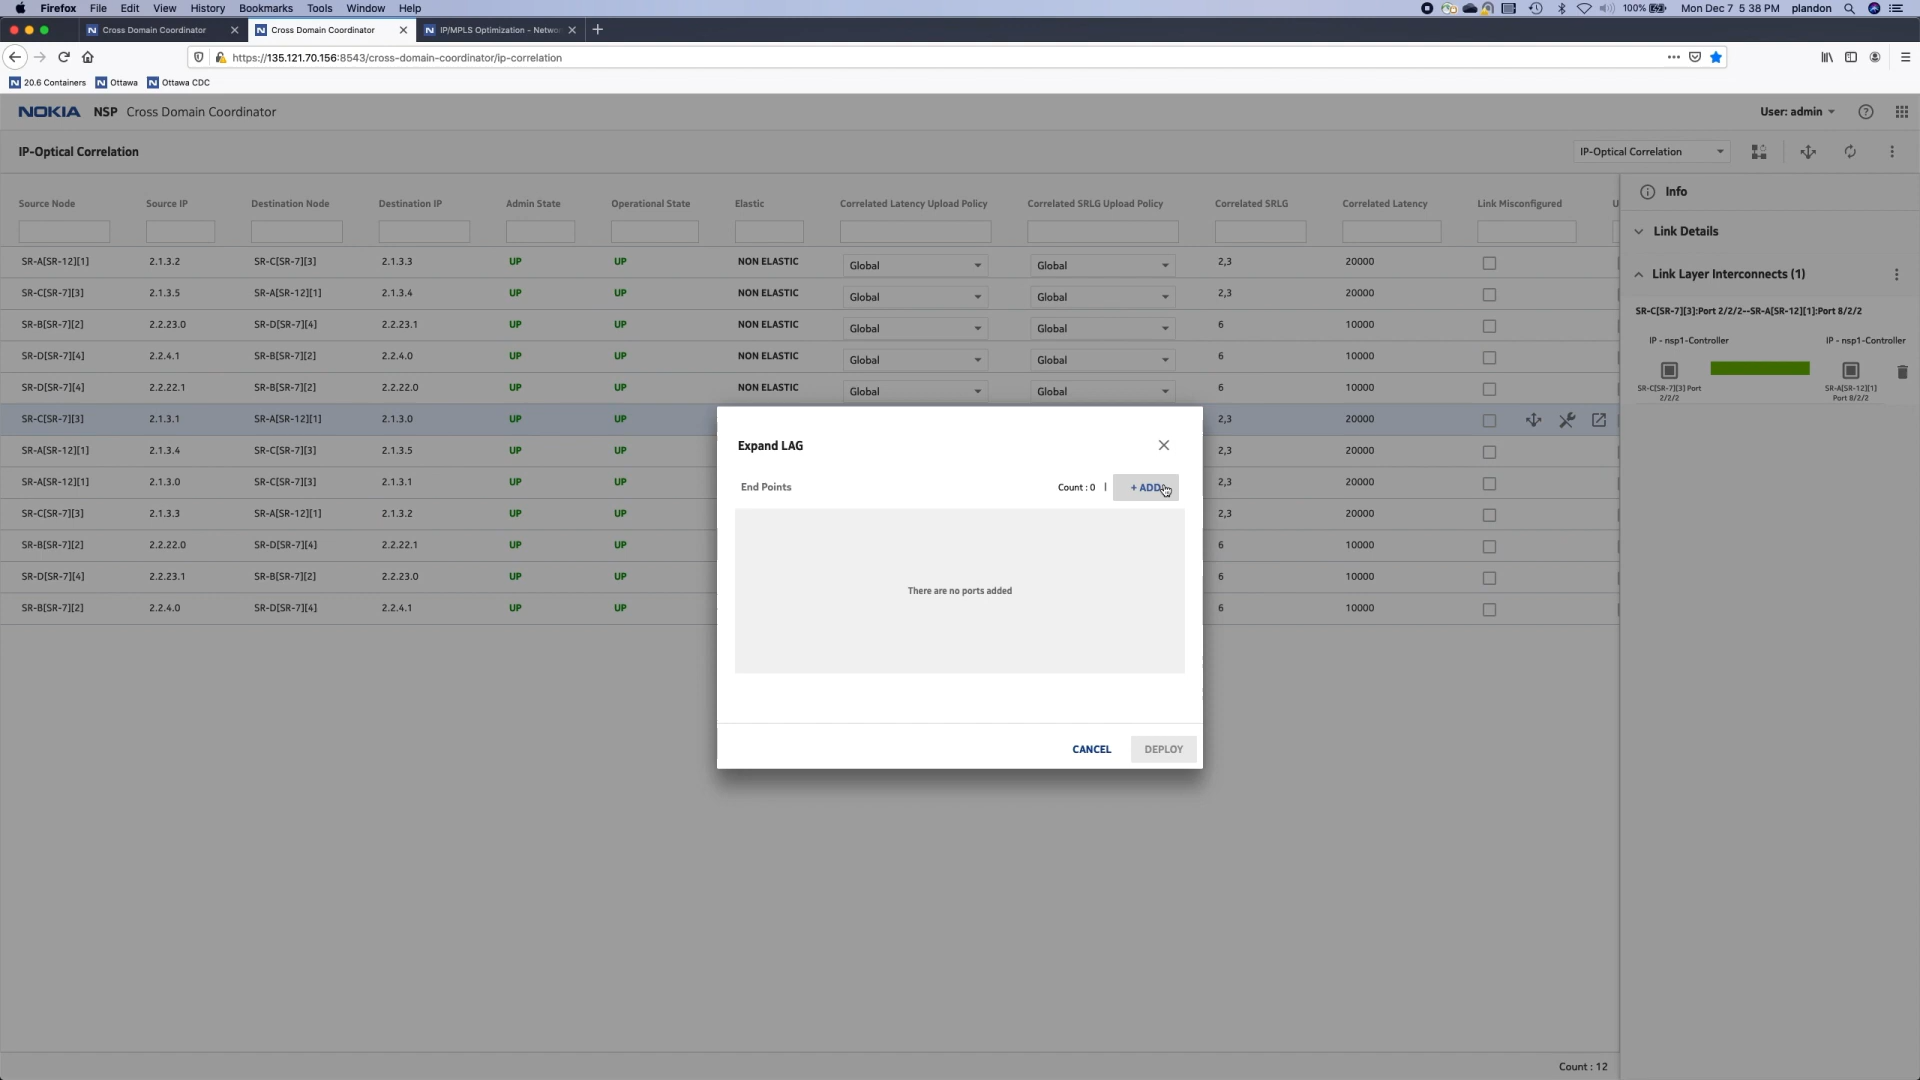 Firefox File Edit View History Bookmarks Tools Window Help 100% Mon Dec 7 5 38 PM plandon
Cross Domain Coordinator Cross Domain Coordinator IP/MPLS Optimization - Netwo
https://135.121.70.156:8543/cross-domain-coordinator/ip-correlation
20.6 Containers Ottawa Ottawa CDC
NOKIA NSP Cross Domain Coordinator User: admin
IP-Optical Correlation IP-Optical Correlation
Info
Source Node Source IP Destination Node Destination IP Admin State Operational State Elastic Correlated Latency Upload Policy Correlated SRLG Upload Policy Correlated SRLG Correlated Latency Link Misconfigured U
Link Details
SR-A[SR-12][1] 2.1.3.2 SR-C[SR-7][3] 2.1.3.3 UP UP NON ELASTIC Global Global 2,3 20000
Link Layer Interconnects (1)
SR-C[SR-7][3] 2.1.3.5 SR-A[SR-12][1] 2.1.3.4 UP UP NON ELASTIC Global Global 2,3 20000
SR-C[SR-7][3]:Port 2/2/2--SR-A[SR-12][1]:Port 8/2/2
SR-B[SR-7][2] 2.2.23.0 SR-D[SR-7][4] 2.2.23.1 UP UP NON ELASTIC Global Global 6 10000
IP - nsp1-Controller IP - nsp1-Controller
SR-D[SR-7][4] 2.2.4.1 SR-B[SR-7][2] 2.2.4.0 UP UP NON ELASTIC Global Global 6 10000
SR-D[SR-7][4] 2.2.22.1 SR-B[SR-7][2] 2.2.22.0 UP UP NON ELASTIC Global Global 6 10000
SR-C[SR-7][3] Port SR-A[SR-12][1]
2/2/2 Port 8/2/2
SR-C[SR-7][3] 2.1.3.1 SR-A[SR-12][1] 2.1.3.0 UP UP 2,3 20000
SR-A[SR-12][1] 2.1.3.4 SR-C[SR-7][3] 2.1.3.5 UP UP 2,3 20000
SR-A[SR-12][1] 2.1.3.0 SR-C[SR-7][3] 2.1.3.1 UP UP 2,3 20000
SR-C[SR-7][3] 2.1.3.3 SR-A[SR-12][1] 2.1.3.2 UP UP 2,3 20000
SR-B[SR-7][2] 2.2.22.0 SR-D[SR-7][4] 2.2.22.1 UP UP 6 10000
SR-D[SR-7][4] 2.2.23.1 SR-B[SR-7][2] 2.2.23.0 UP UP 6 10000
SR-B[SR-7][2] 2.2.4.0 SR-D[SR-7][4] 2.2.4.1 UP UP 6 10000
Expand LAG
End Points Count : 0 | + ADD
There are no ports added
CANCEL DEPLOY
Count : 12